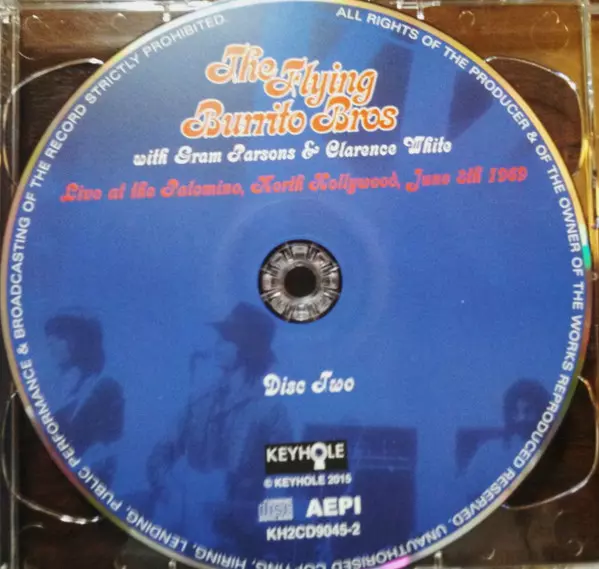 The Flying
Burrito Bros
with Gram Parsons & Clarence White
Live at the Palomino, North Hollywood, June 8th 1969
Disc Two
KEYHOLE
© KEYHOLE 2015
disc
AEPI
KH2CD9045-2
ALL RIGHTS OF THE PRODUCER & OF THE OWNER OF THE WORKS REPRODUCED RESERVED. UNAUTHORISED COPYING, HIRING, LENDING, PUBLIC PERFORMANCE & BROADCASTING OF THE RECORD STRICTLY PROHIBITED.